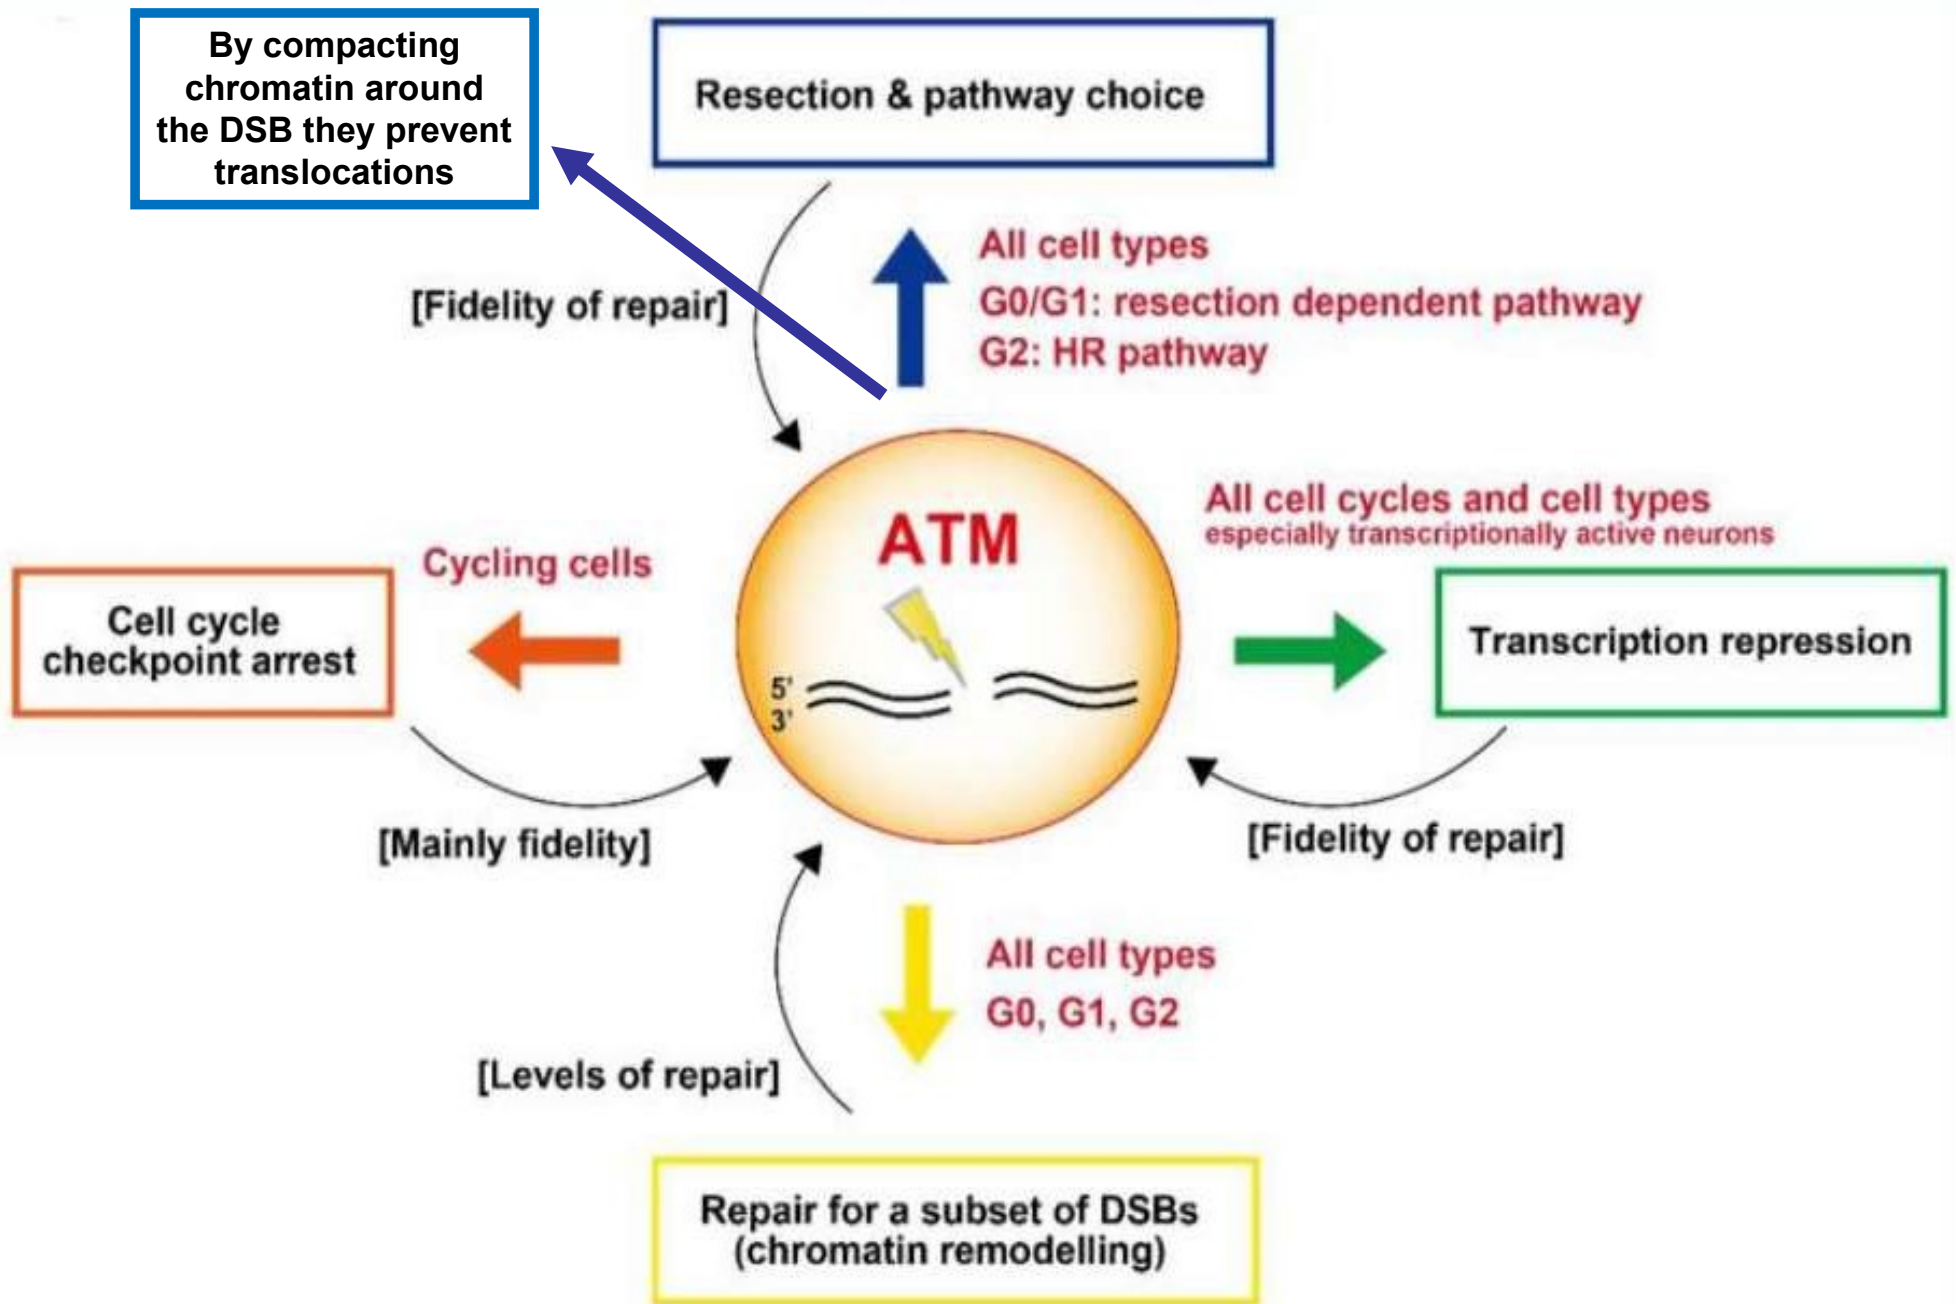 By compacting
chromatin around
the DSB they prevent
translocations
Resection & pathway choice
All cell types
G0/G1: resection dependent pathway
G2: HR pathway
[Fidelity of repair]
ATM
5'
3'
Cycling cells
Cell cycle
checkpoint arrest
[Mainly fidelity]
All cell cycles and cell types
especially transcriptionally active neurons
Transcription repression
[Fidelity of repair]
All cell types
G0, G1, G2
[Levels of repair]
Repair for a subset of DSBs
(chromatin remodelling)